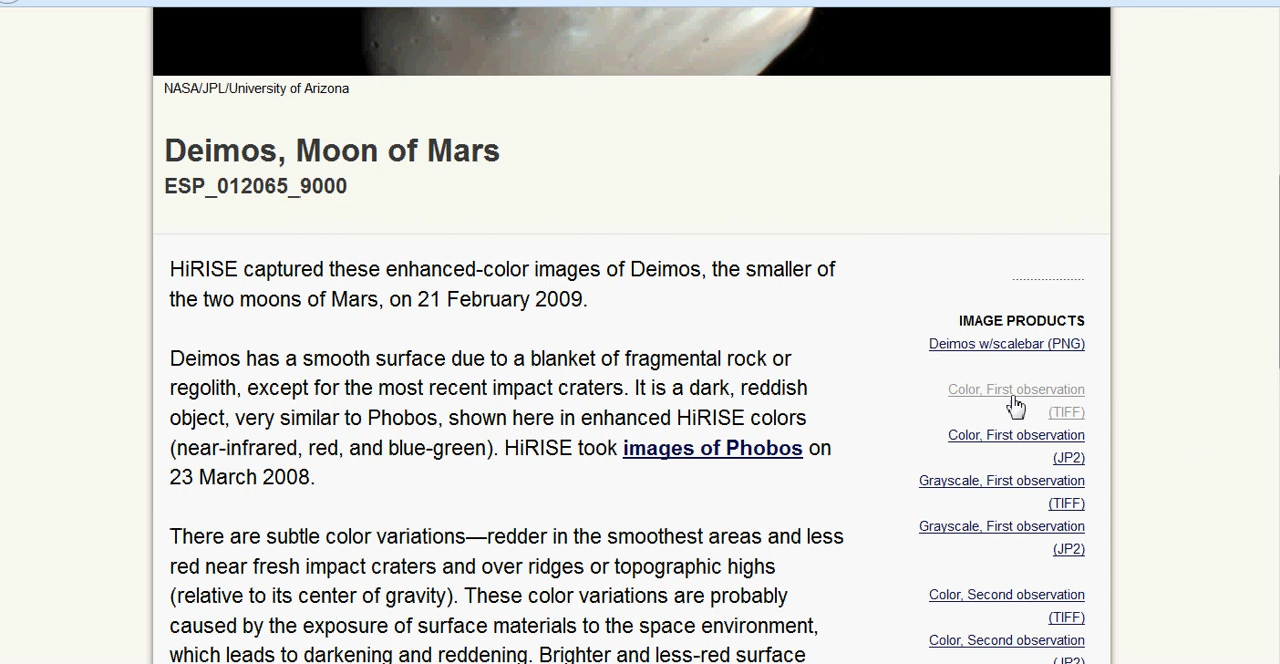 NASA/JPL/University of Arizona
Deimos, Moon of Mars
ESP_012065_9000
HiRISE captured these enhanced-color images of Deimos, the smaller of
the two moons of Mars, on 21 February 2009.
Deimos has a smooth surface due to a blanket of fragmental rock or
regolith, except for the most recent impact craters. It is a dark, reddish
object, very similar to Phobos, shown here in enhanced HiRISE colors
(near-infrared, red, and blue-green). HiRISE took images of Phobos on
23 March 2008.
There are subtle color variations—redder in the smoothest areas and less
red near fresh impact craters and over ridges or topographic highs
(relative to its center of gravity). These color variations are probably
caused by the exposure of surface materials to the space environment,
which leads to darkening and reddening. Brighter and less-red surface
IMAGE PRODUCTS
Deimos w/scalebar (PNG)
Color, First observation
(TIFF)
Color, First observation
(JP2)
Grayscale, First observation
(TIFF)
Grayscale, First observation
(JP2)
Color, Second observation
(TIFF)
Color, Second observation
(JP2)